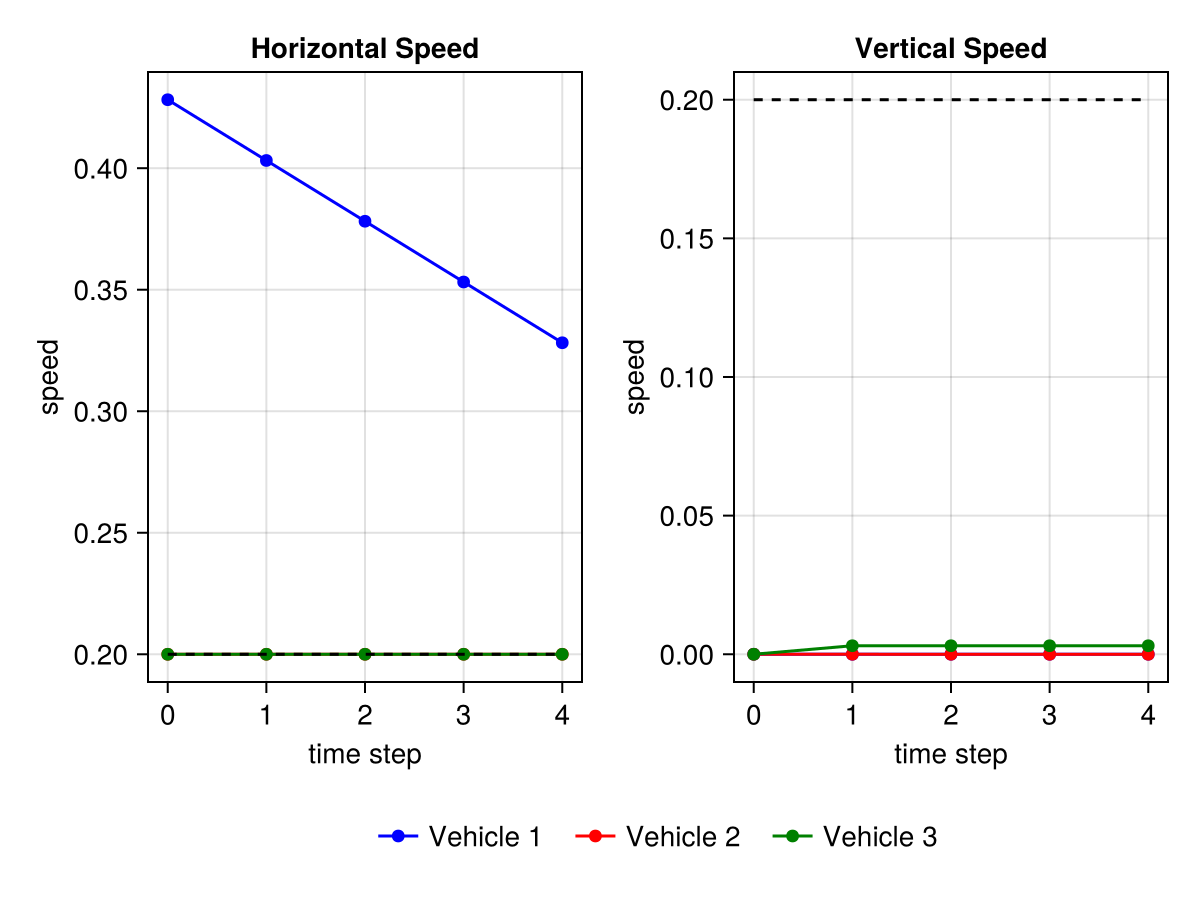 Horizontal Speed
speed
0.40
0.35
0.30
0.25
0.20
0 1 2 3 4
time step
Vertical Speed
speed
0.20
0.15
0.10
0.05
0.00
0 1 2 3 4
time step
Vehicle 1 Vehicle 2 Vehicle 3